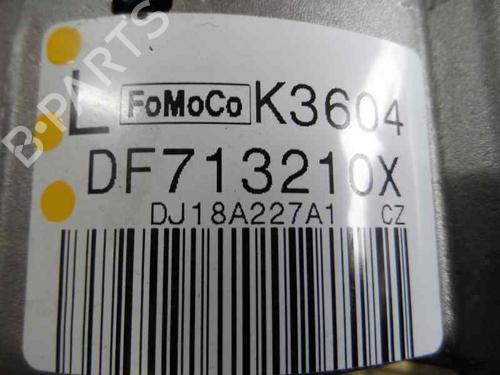 L FoMoCo K3604
DF713210X
DJ18A227A1 CZ
B-PARTS